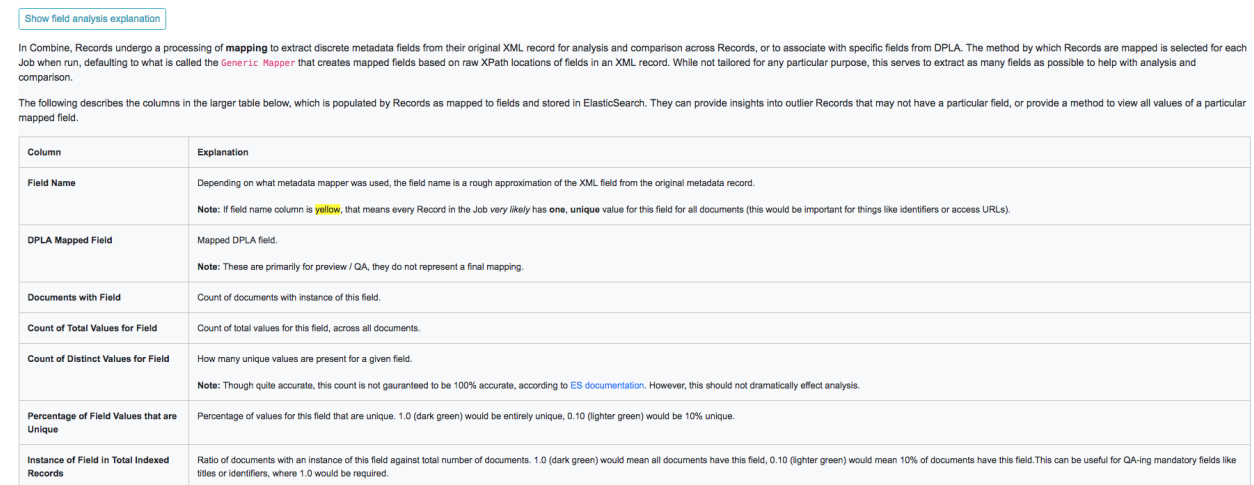 Show field analysis explanation
In Combine, Records undergo a processing of mapping to extract discrete metadata fields from their original XML record for analysis and comparison across Records, or to associate with specific fields from DPLA. The method by which Records are mapped is selected for each
Job when run, defaulting to what is called the Generic Mapper that creates mapped fields based on raw XPath locations of fields in an XML record. While not tailored for any particular purpose, this serves to extract as many fields as possible to help with analysis and
comparison.
The following describes the columns in the larger table below, which is populated by Records as mapped to fields and stored in ElasticSearch. They can provide insights into outlier Records that may not have a particular field, or provide a method to view all values of a particular
mapped field.
Column Explanation
Field Name Depending on what metadata mapper was used, the field name is a rough approximation of the XML field from the original metadata record.
Note: If field name column is yellow, that means every Record in the Job very likely has one, unique value for this field for all documents (this would be important for things like identifiers or access URLs).
DPLA Mapped Field Mapped DPLA field.
Note: These are primarily for preview / QA, they do not represent a final mapping.
Documents with Field Count of documents with instance of this field.
Count of Total Values for Field Count of total values for this field, across all documents.
Count of Distinct Values for Field How many unique values are present for a given field.
Note: Though quite accurate, this count is not gauranteed to be 100% accurate, according to ES documentation. However, this should not dramatically effect analysis.
Percentage of Field Values that are Percentage of values for this field that are unique. 1.0 (dark green) would be entirely unique, 0.10 (lighter green) would be 10% unique.
Unique
Instance of Field in Total Indexed Ratio of documents with an instance of this field against total number of documents. 1.0 (dark green) would mean all documents have this field, 0.10 (lighter green) would mean 10% of documents have this field.This can be useful for QA-ing mandatory fields like
Records titles or identifiers, where 1.0 would be required.